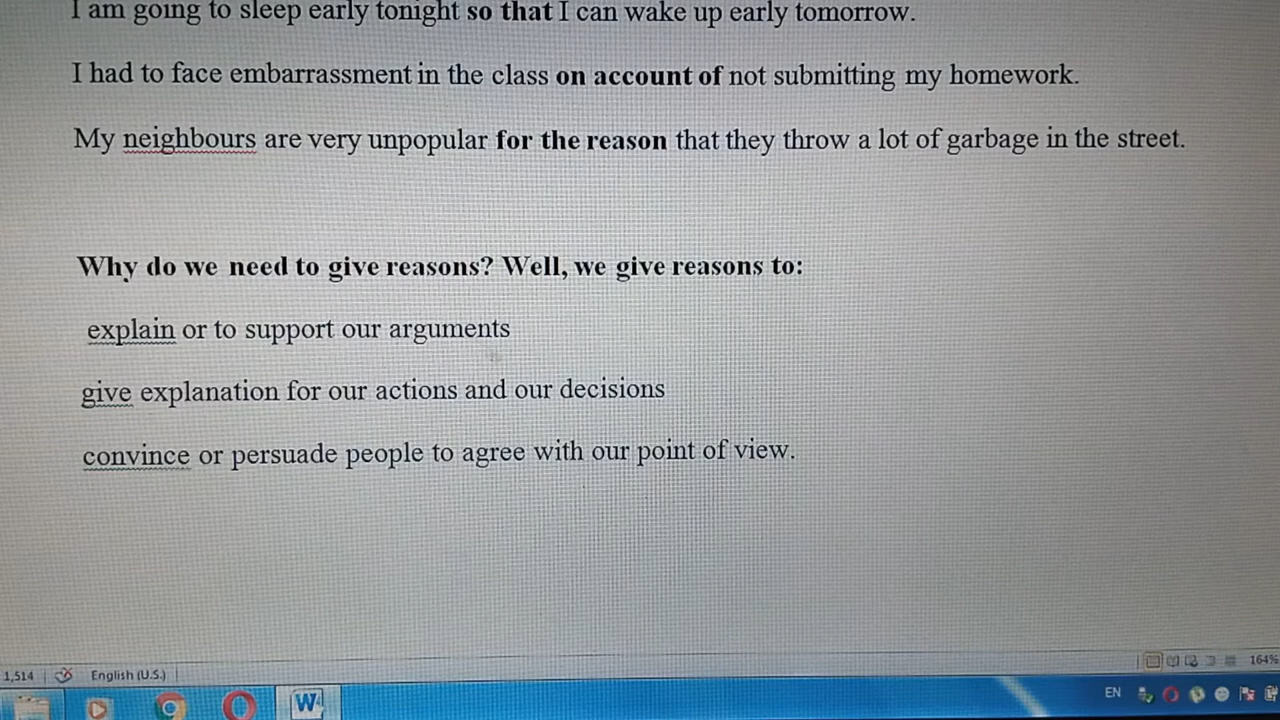 I am going to sleep early tonight so that I can wake up early tomorrow.
I had to face embarrassment in the class on account of not submitting my homework.
My neighbours are very unpopular for the reason that they throw a lot of garbage in the street.
Why do we need to give reasons? Well, we give reasons to:
explain or to support our arguments
give explanation for our actions and our decisions
convince or persuade people to agree with our point of view.
1,514 English (U.S.) 164%
W EN